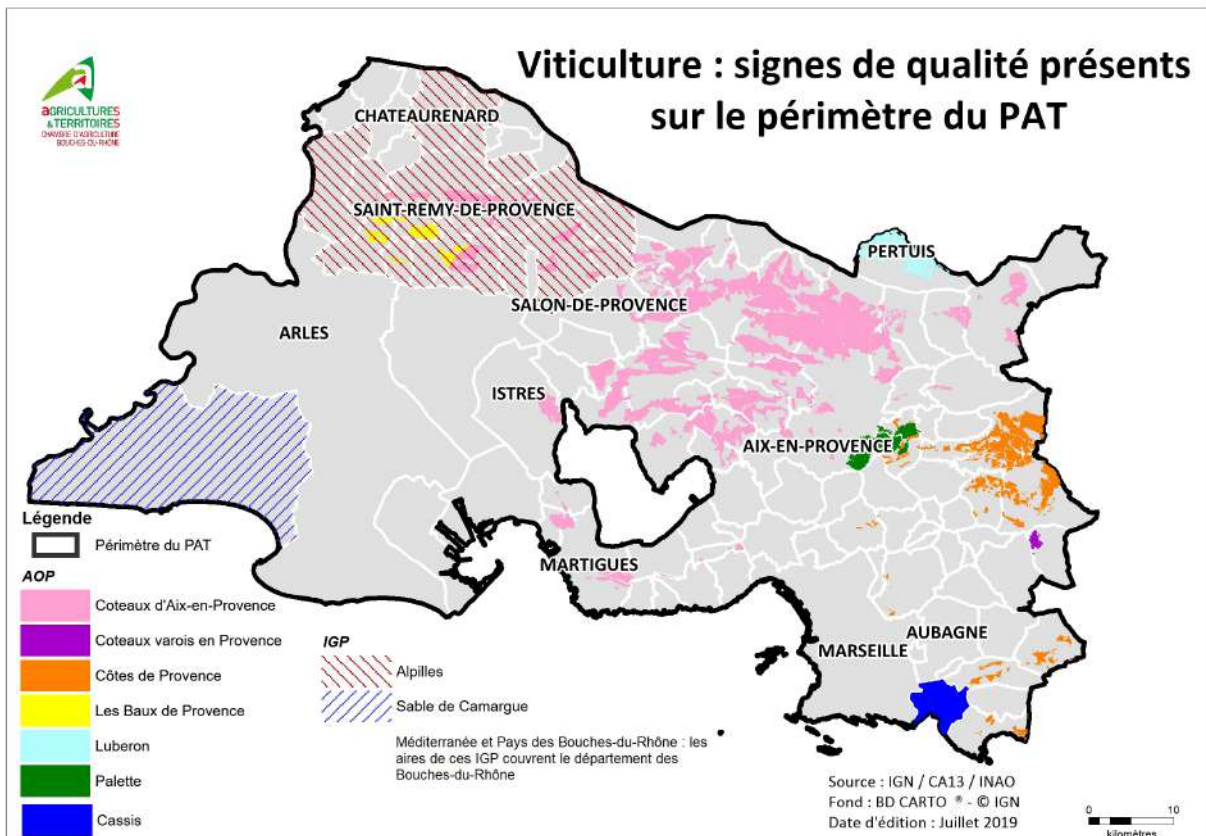 Viticulture : signes de qualité présents
sur le périmètre du PAT
agricultures
& TERRITOIRES
CHAMBRE D'AGRICULTURE
BOUCHES-DU-RHÔNE
CHATEAURENARD
SAINT-REMY-DE-PROVENCE
PERTUIS
SALON-DE-PROVENCE
ARLES
ISTRES
AIX-EN-PROVENCE
MARTIGUES
AUBAGNE
MARSEILLE
Légende
Périmètre du PAT
AOP
Coteaux d'Aix-en-Provence
Coteaux varois en Provence
Côtes de Provence
Les Baux de Provence
Luberon
Palette
Cassis
IGP
Alpilles
Sable de Camargue
Méditerranée et Pays des Bouches-du-Rhône : les
aires de ces IGP couvrent le département des
Bouches-du-Rhône
Source : IGN / CA13 / INAO
Fond : BD CARTO ® - © IGN
Date d'édition : Juillet 2019
0 10
kilomètres